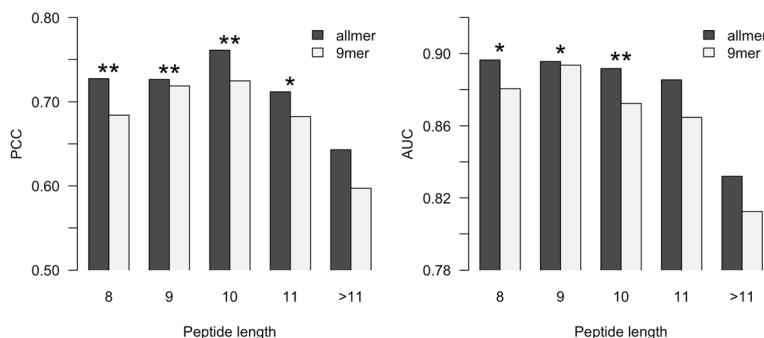 0.80
0.70
0.60
0.50
PCC
allmer
9mer
**
**
**
*
8 9 10 11 >11
Peptide length
0.90
0.86
0.82
0.78
AUC
allmer
9mer
*
*
**
8 9 10 11 >11
Peptide length